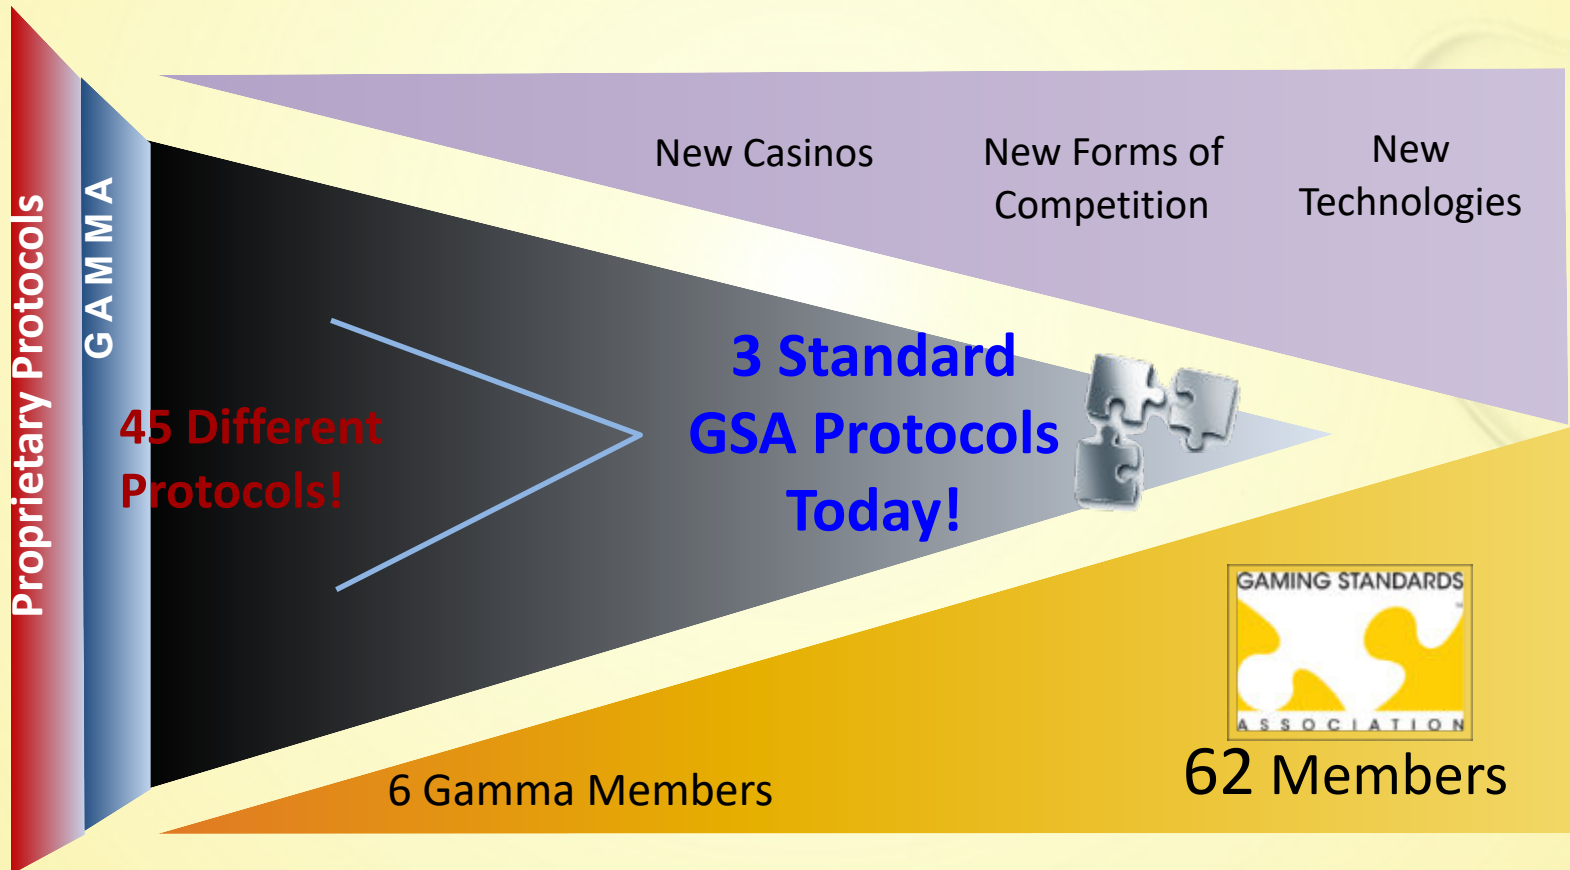 Proprietary Protocols
GAMMA
New Casinos
New Forms of
Competition
New
Technologies
45 Different
Protocols!
3 Standard
GSA Protocols
Today!
GAMING STANDARDS
ASSOCIATION
6 Gamma Members
62 Members